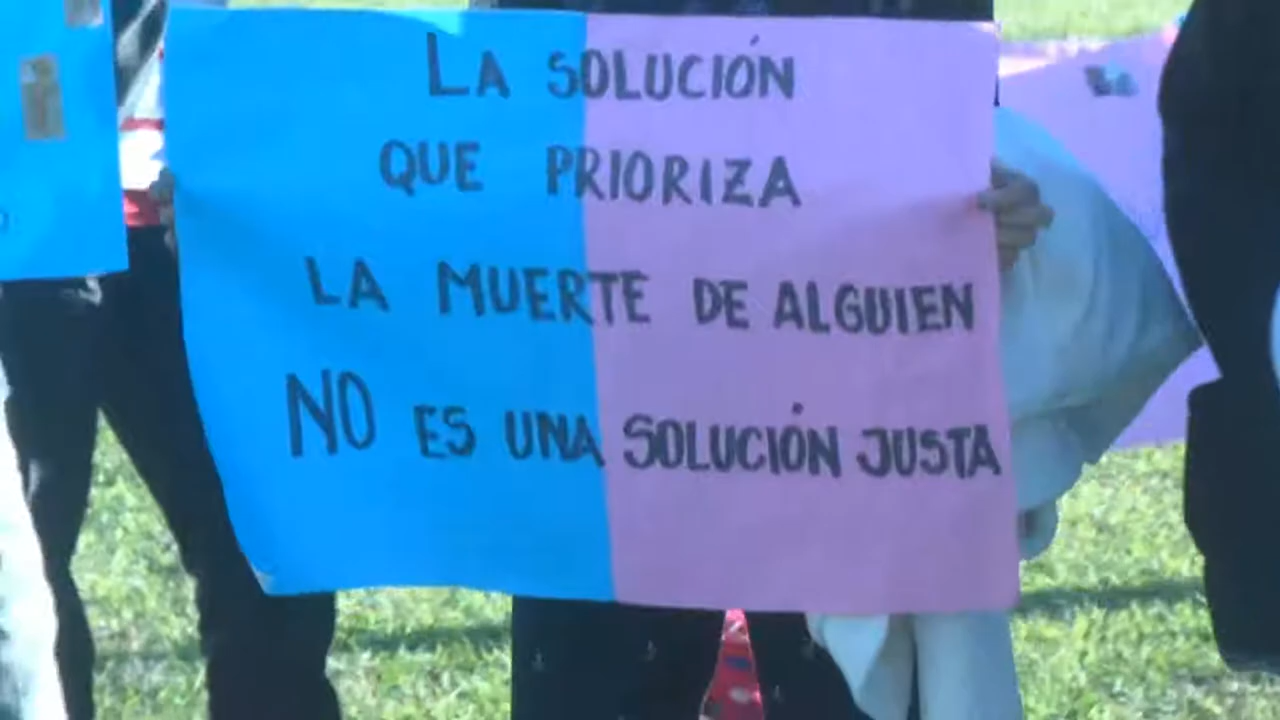 LA SOLUCIÓN
QUE PRIORIZA
LA MUERTE DE ALGUIEN
NO ES UNA SOLUCIÓN JUSTA